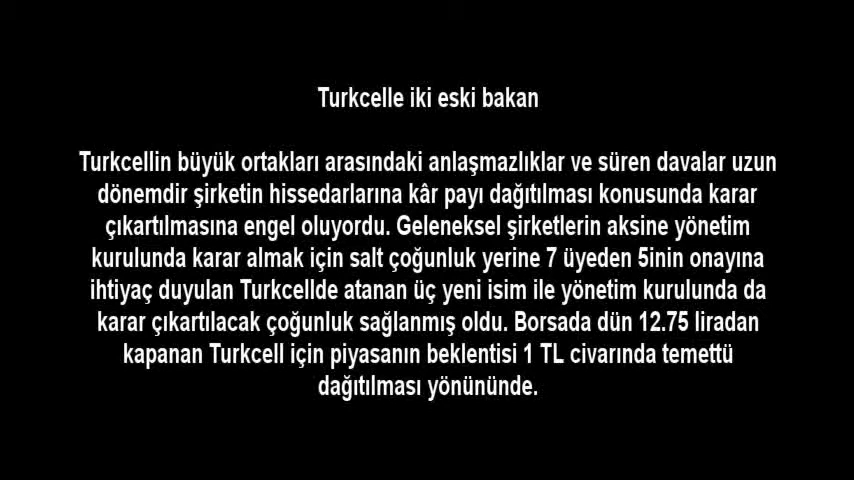 Turkcelle iki eski bakan
Turkcellin büyük ortakları arasındaki anlaşmazlıklar ve süren davalar uzun
dönemdir şirketin hissedarlarına kâr payı dağıtılması konusunda karar
çıkartılmasına engel oluyordu. Geleneksel şirketlerin aksine yönetim
kurulunda karar almak için salt çoğunluk yerine 7 üyeden 5inin onayına
ihtiyaç duyulan Turkcellde atanan üç yeni isim ile yönetim kurulunda da
karar çıkartılacak çoğunluk sağlanmış oldu. Borsada dün 12.75 liradan
kapanan Turkcell için piyasanın beklentisi 1 TL civarında temettü
dağıtılması yönününde.